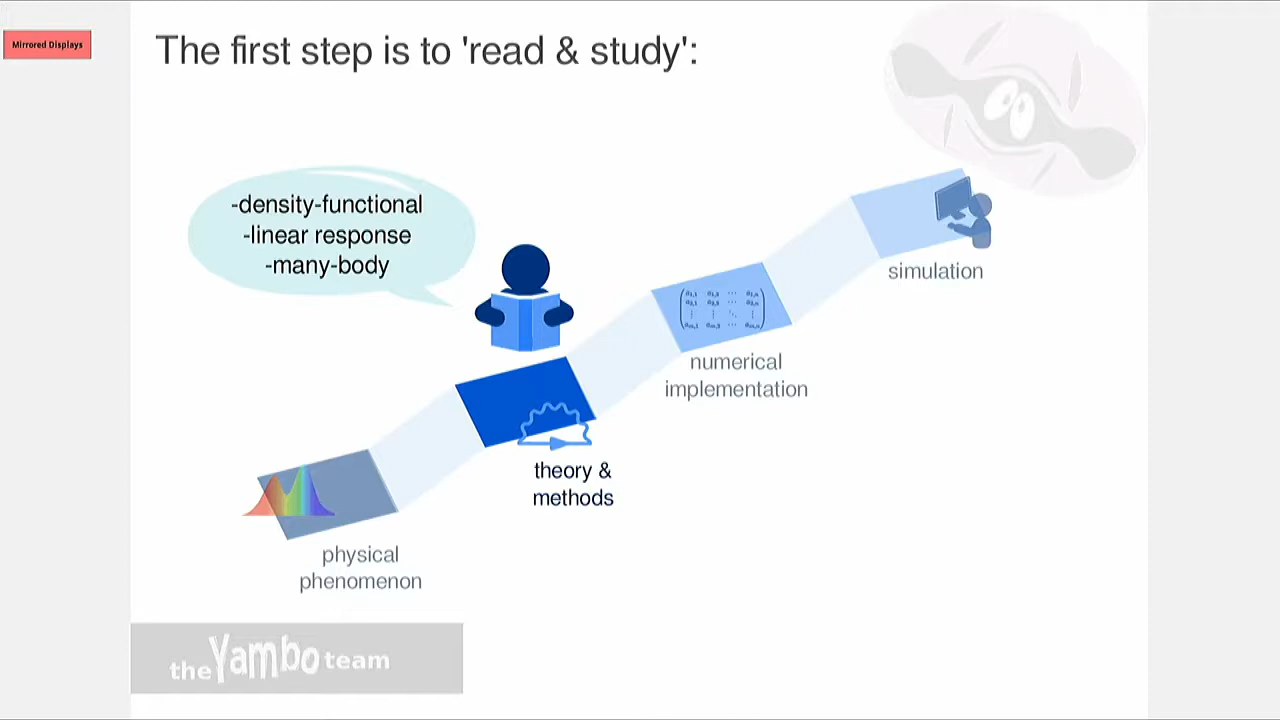 Mirrored Displays
The first step is to 'read & study':
-density-functional
-linear response
-many-body
simulation
numerical
implementation
theory &
methods
physical
phenomenon
the Yambo team